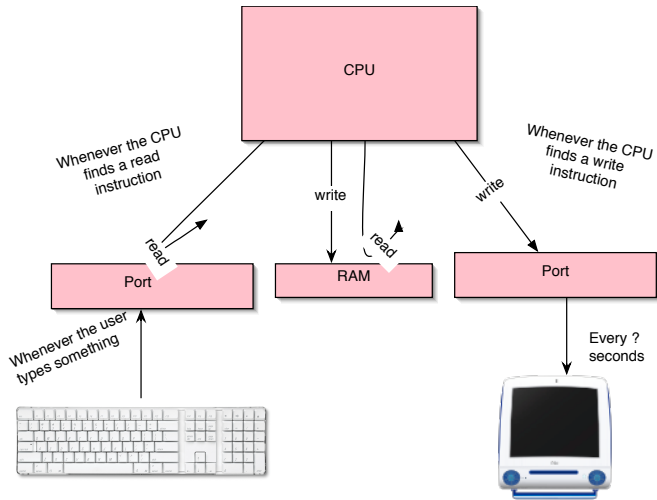 CPU
Whenever the CPU
finds a read
instruction
Whenever the CPU
finds a write
instruction
write
write
read
read
Port
RAM
Port
Whenever the user
types something
Every ?
seconds